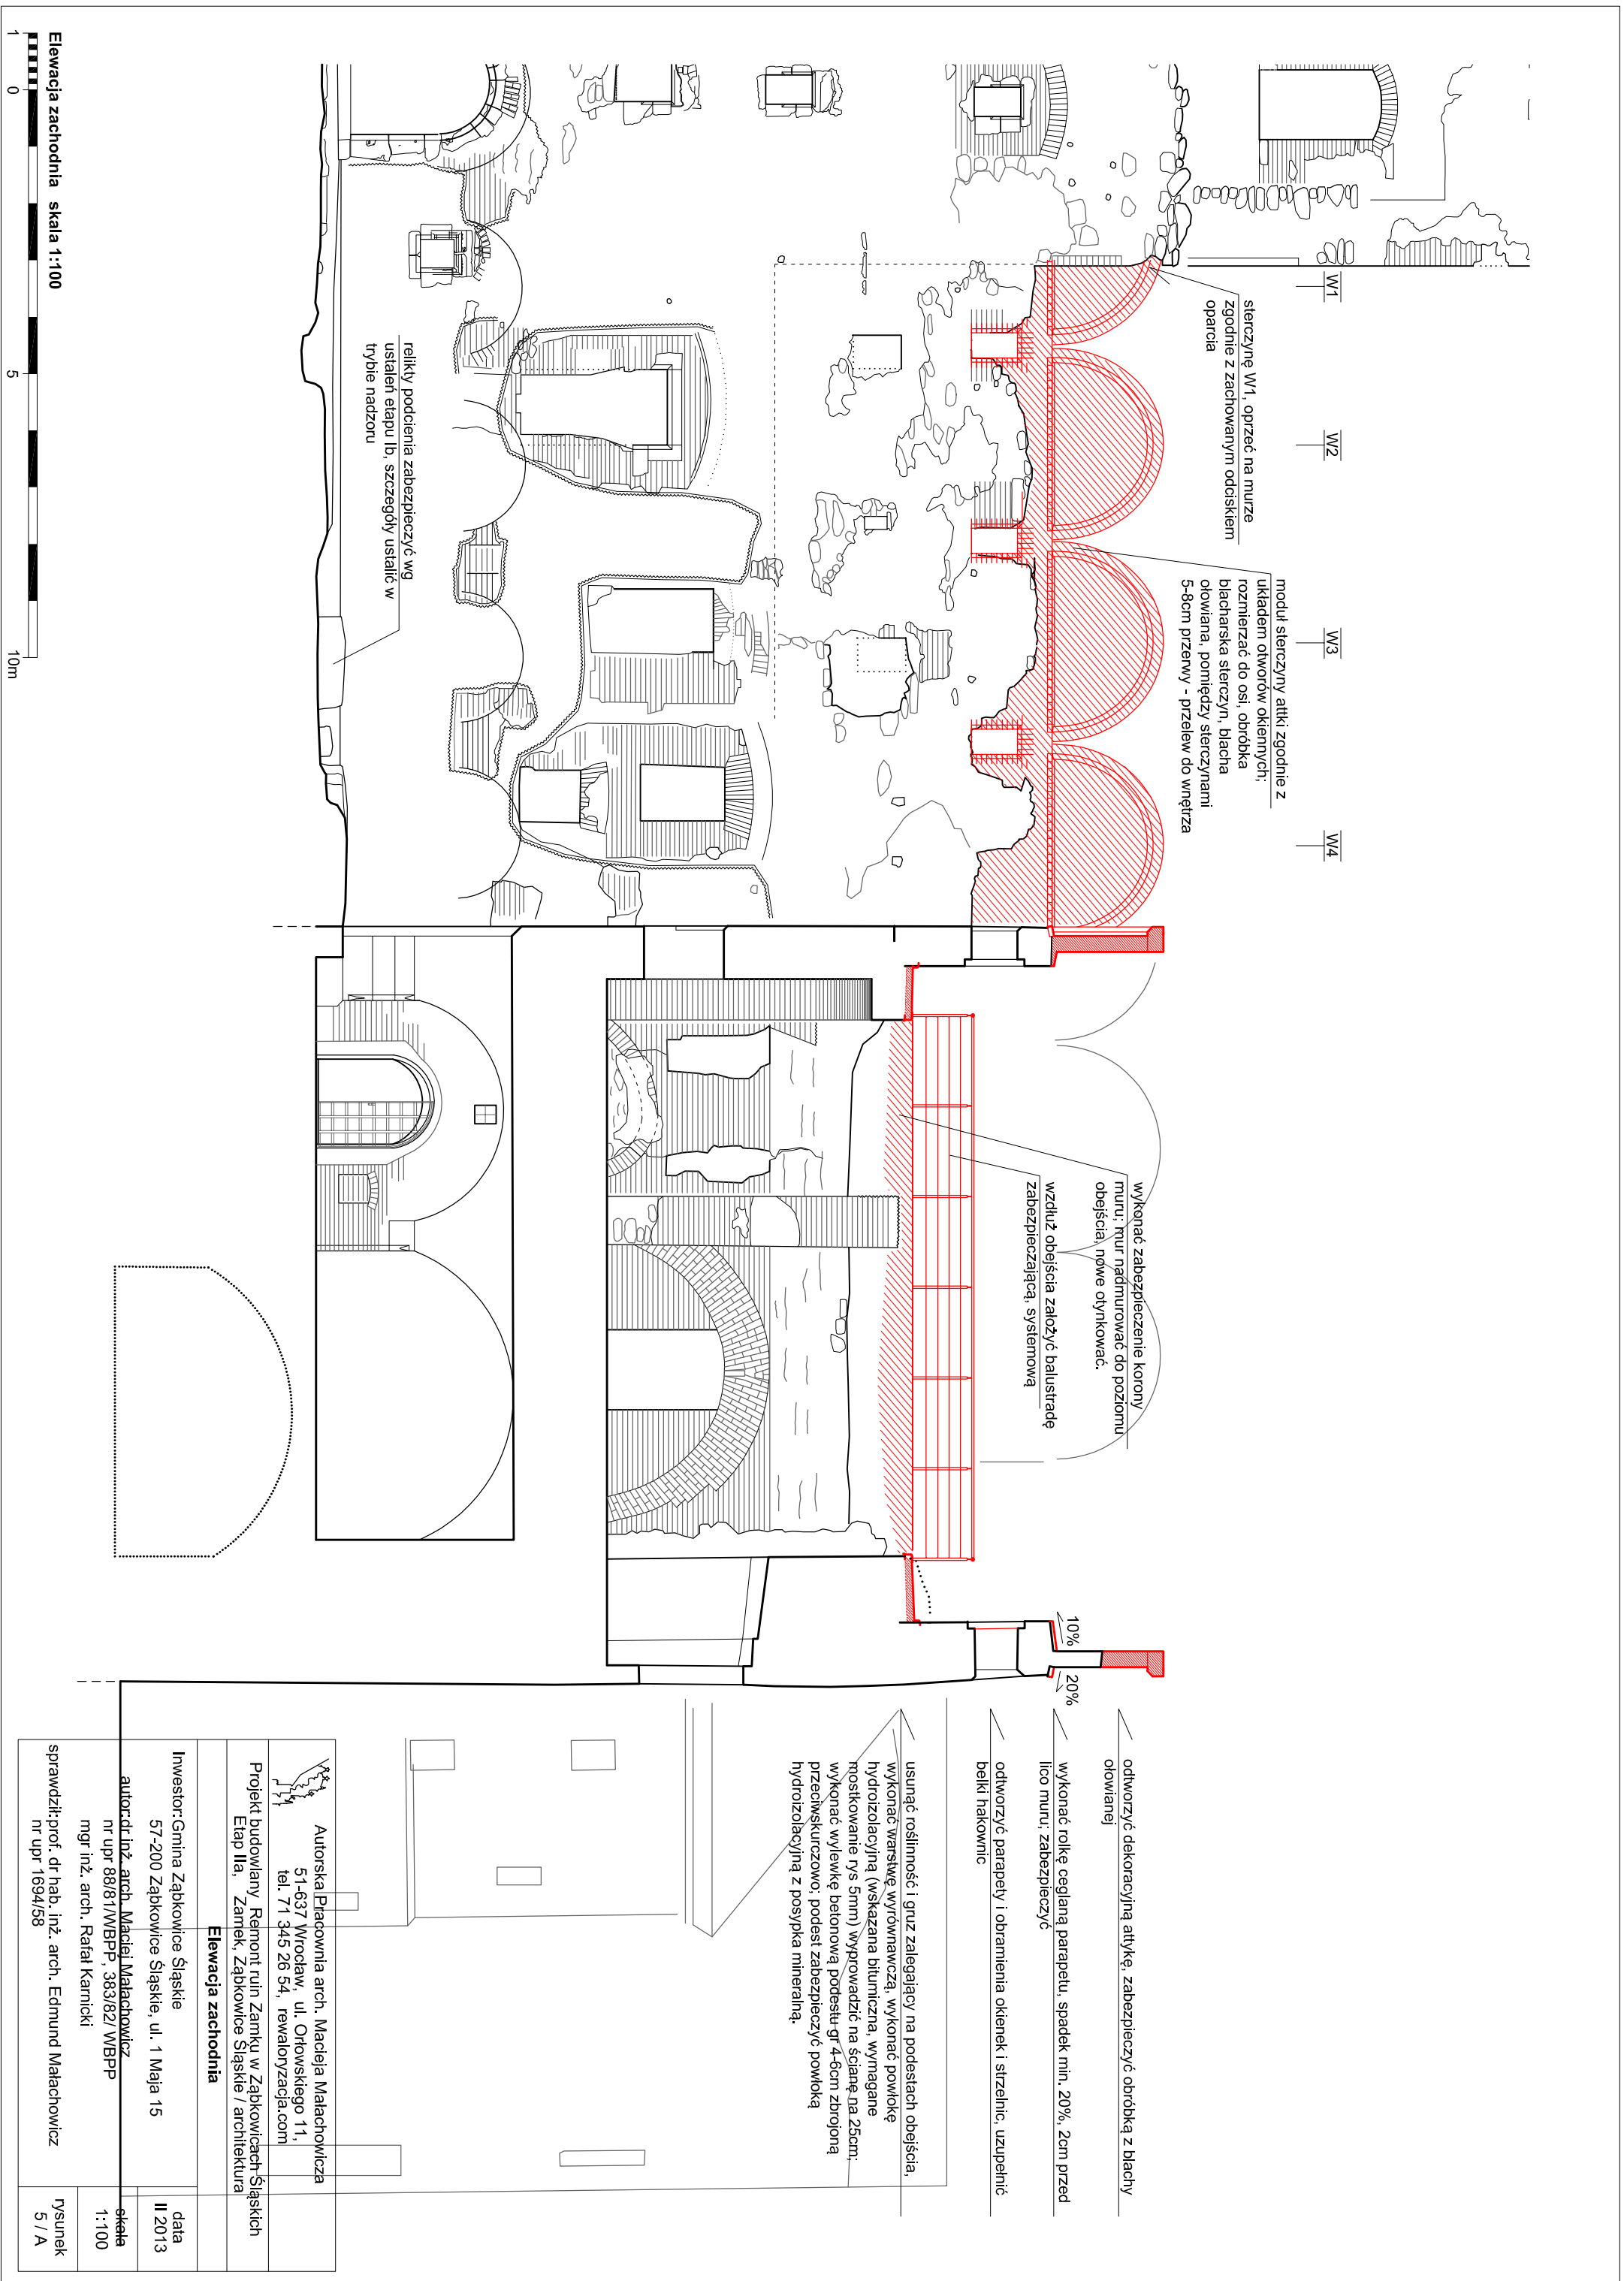 W1
W2
W3
W4
sterczynę W1, oprzeć na murze
zgodnie z zachowanym odciskiem
oparcia
moduł sterczyny attki zgodnie z
układem otworów okiennych;
rozmierzać do osi, obróbka
blacharska sterczyn, blacha
ołowiana, pomiędzy sterczynami
5-8cm przerwy - przelew do wnętrza
wykonać zabezpieczenie korony
muru; mur nadmurować do poziomu
obejścia, nowe otynkować.
wzdłuż obejścia założyć balustradę
zabezpieczającą, systemową
10%
20%
odtworzyć dekoracyjną attykę, zabezpieczyć obróbką z blachy
ołowianej
wykonać rolkę ceglaną parapetu, spadek min. 20%, 2cm przed
lico muru; zabezpieczyć
odtworzyć parapety i obramienia okienek i strzelnic, uzupełnić
belki hakownic
usunąć roślinność i gruz zalegający na podestach obejścia,
wykonać warstwę wyrównawczą, wykonać powłokę
hydroizolacyjną (wskazana bitumiczna, wymagane
mostkowanie rys 5mm) wyprowadzić na ścianę na 25cm;
wykonać wylewkę betonową podestu gr 4-6cm zbrojoną
przeciwskurczowo; podest zabezpieczyć powłoką
hydroizolacyjną z posypka mineralną.
relikty podcienia zabezpieczyć wg
ustaleń etapu Ib, szczegóły ustalić w
trybie nadzoru
Elewacja zachodnia skala 1:100
1 0 5 10m
Autorska Pracownia arch. Macieja Małachowicza
51-637 Wrocław, ul. Orłowskiego 11,
tel. 71 345 26 54, rewaloryzacja.com
Projekt budowlany Remont ruin Zamku w Ząbkowicach Śląskich
Etap IIa, Zamek, Ząbkowice Śląskie / architektura
Elewacja zachodnia
Inwestor:Gmina Ząbkowice Śląskie
57-200 Ząbkowice Śląskie, ul. 1 Maja 15
data
II 2013
autor:dr inż. arch. Maciej Małachowicz
nr upr 88/81/WBPP, 383/82/ WBPP
mgr inż. arch. Rafał Karnicki
skala
1:100
sprawdził:prof. dr hab. inż. arch. Edmund Małachowicz
nr upr 1694/58
rysunek
5 / A